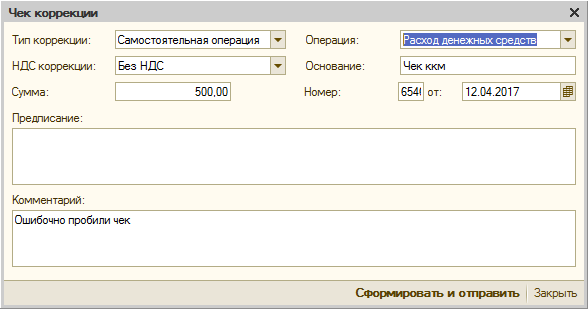 Чек коррекции
Тип коррекции: Самостоятельная операция Операция: Расход денежных средств
НДС коррекции: Без НДС Основание: Чек ккм
Сумма: 500,00 Номер: 654 от: 12.04.2017
Предписание:
Комментарий:
Ошибочно пробили чек
Сформировать и отправить Закрыть